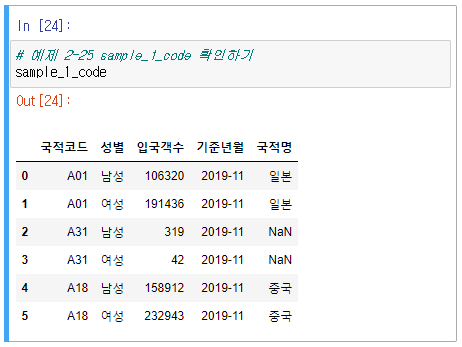 In [24]:
# 예제 2-25 sample_1_code 확인하기
sample_1_code
Out[24]:
국적코드 성별 입국객수 기준년월 국적명
0 A01 남성 106320 2019-11 일본
1 A01 여성 191436 2019-11 일본
2 A31 남성 319 2019-11 NaN
3 A31 여성 42 2019-11 NaN
4 A18 남성 158912 2019-11 중국
5 A18 여성 232943 2019-11 중국